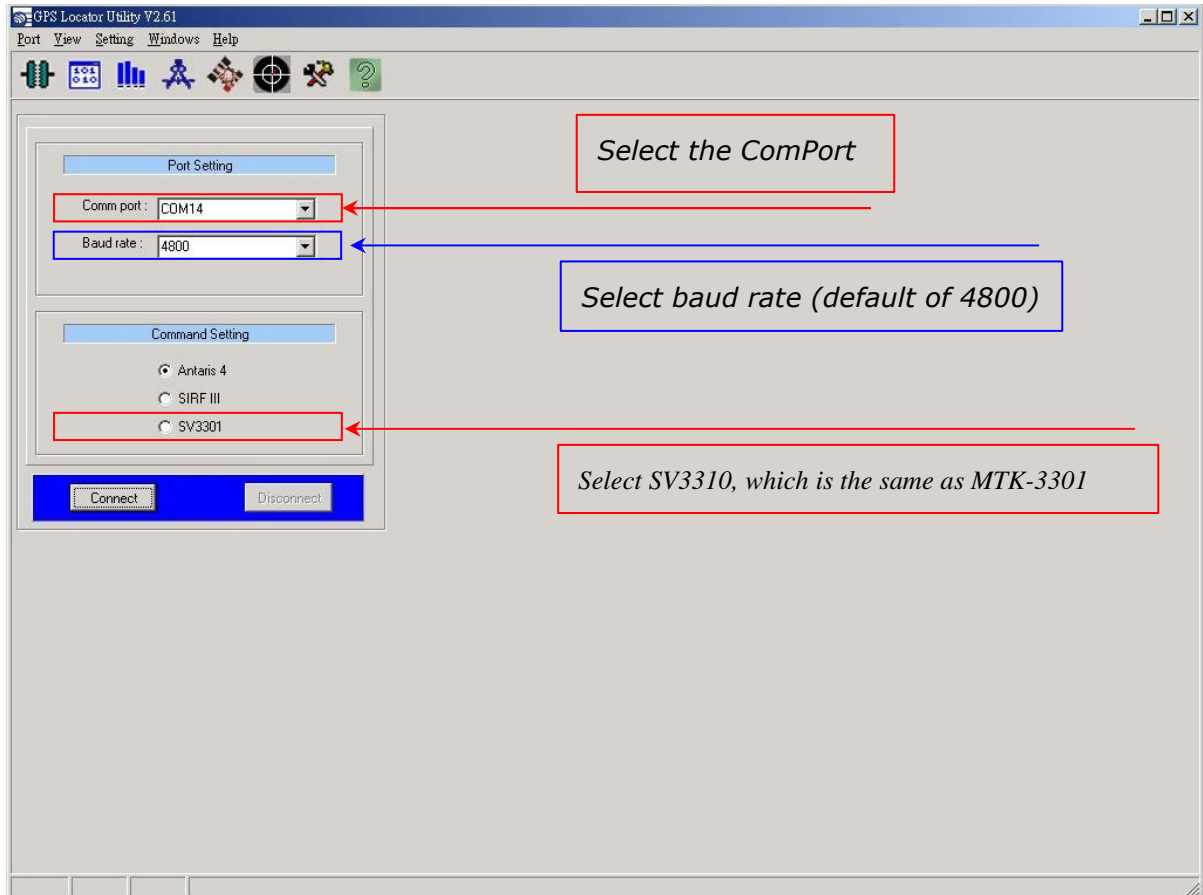 GPS Locator Utility V2.61
Port View Setting Windows Help
101
010
Select the ComPort
Port Setting
Comm port : COM14
Baud rate : 4800
Select baud rate (default of 4800)
Command Setting
Antaris 4
SIRF III
SV3301
Select SV3310, which is the same as MTK-3301
Connect Disconnect